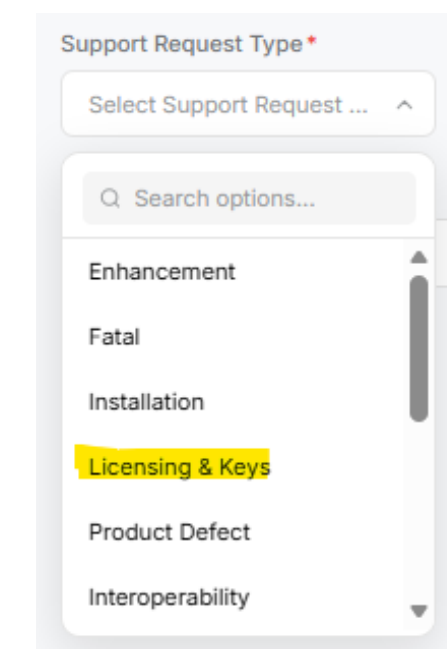 Support Request Type*
Select Support Request ...
Search options...
Enhancement
Fatal
Installation
Licensing & Keys
Product Defect
Interoperability